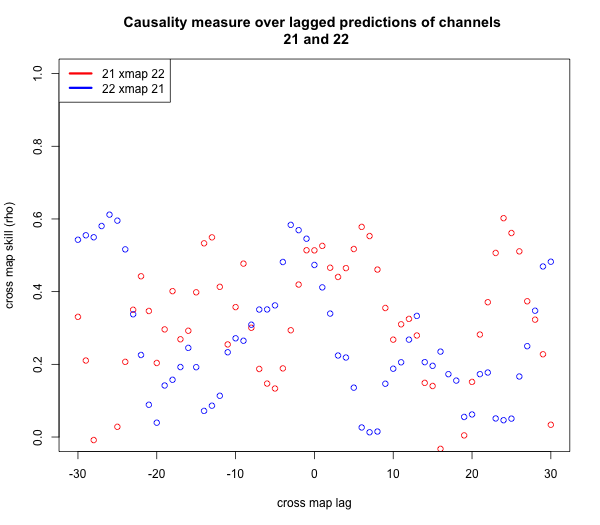 Causality measure over lagged predictions of channels
21 and 22
21 xmap 22
22 xmap 21
cross map skill (rho)
1.0
0.8
0.6
0.4
0.2
0.0
-30 -20 -10 0 10 20 30
cross map lag